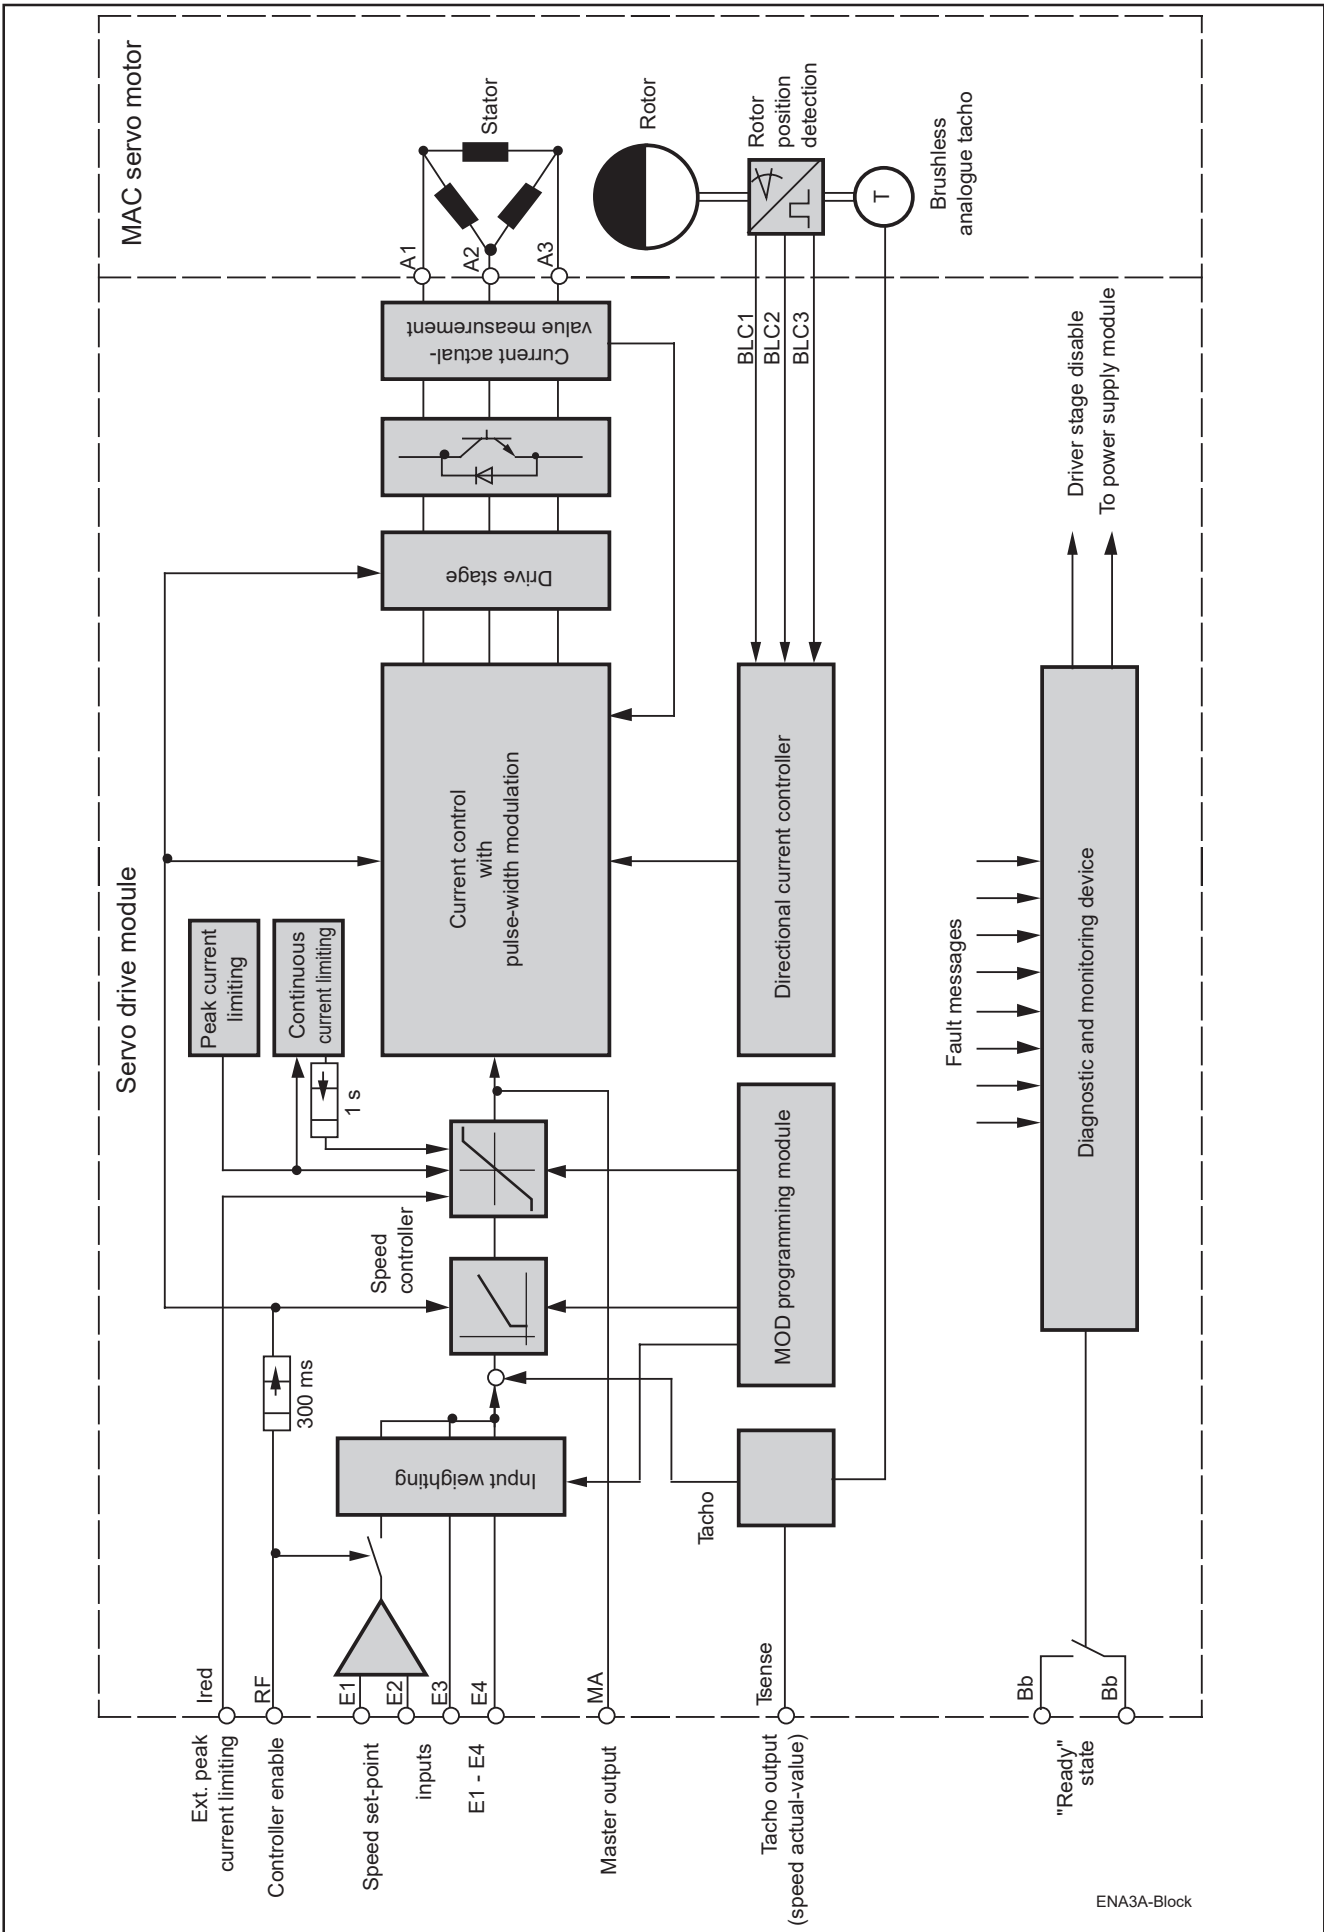 Servo drive module
MAC servo motor
Ext. peak
current limiting
Ired
Controller enable
RF
300 ms
Speed set-point
inputs
E1 - E4
E1
E2
E3
E4
Input weighting
Speed
controller
Peak current
limiting
Continuous
current limiting
1 s
Current control
with
pulse-width modulation
Drive stage
Current actual-
value measurement
A1
A2
A3
Stator
Rotor
Rotor
position
detection
T
Brushless
analogue tacho
BLC1
BLC2
BLC3
Master output
MA
Tacho
MOD programming module
Directional current controller
Tacho output
(speed actual-value)
Tsense
Fault messages
Diagnostic and monitoring device
Driver stage disable
To power supply module
"Ready"
state
Bb
Bb
ENA3A-Block